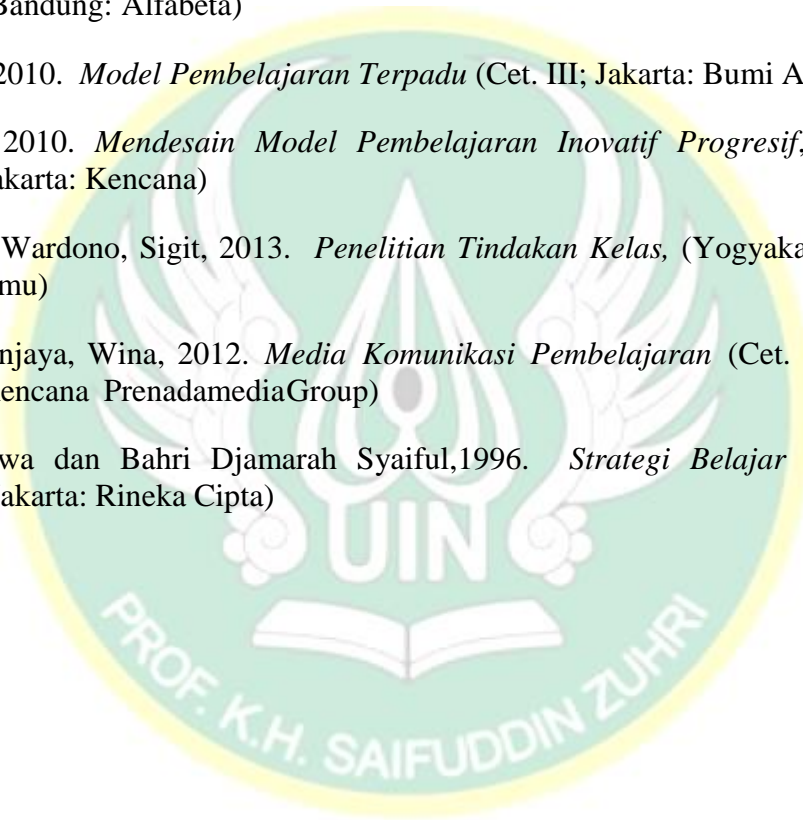 Bandung: Alfabeta)
2010. Model Pembelajaran Terpadu (Cet. III; Jakarta: Bumi A
2010. Mendesain Model Pembelajaran Inovatif Progresif,
akarta: Kencana)
Wardono, Sigit, 2013. Penelitian Tindakan Kelas, (Yogyaka
mu)
njaya, Wina, 2012. Media Komunikasi Pembelajaran (Cet.
encana PrenadamediaGroup)
wa dan Bahri Djamarah Syaiful,1996. Strategi Belajar
akarta: Rineka Cipta)
UIN
PROF. K.H. SAIFUDDIN ZUHRI